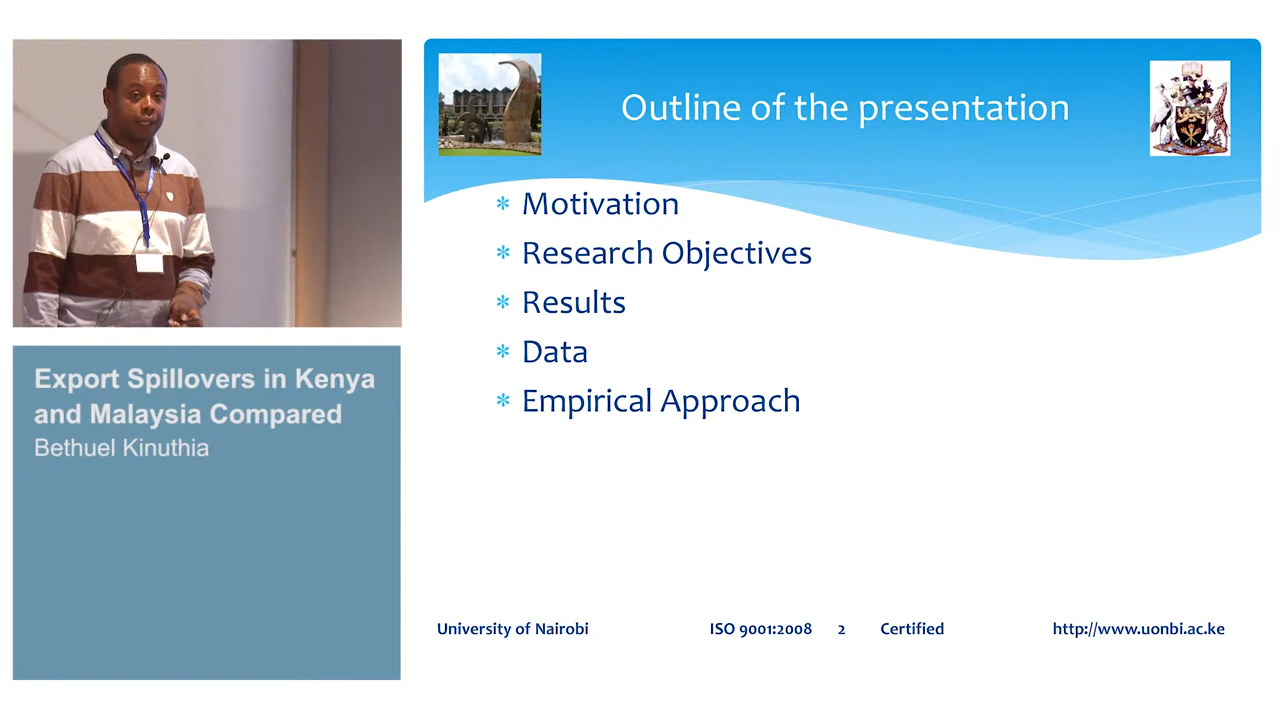 Export Spillovers in Kenya
and Malaysia Compared
Bethuel Kinuthia
Outline of the presentation
* Motivation
* Research Objectives
* Results
* Data
* Empirical Approach
University of Nairobi ISO 9001:2008 2 Certified http://www.uonbi.ac.ke